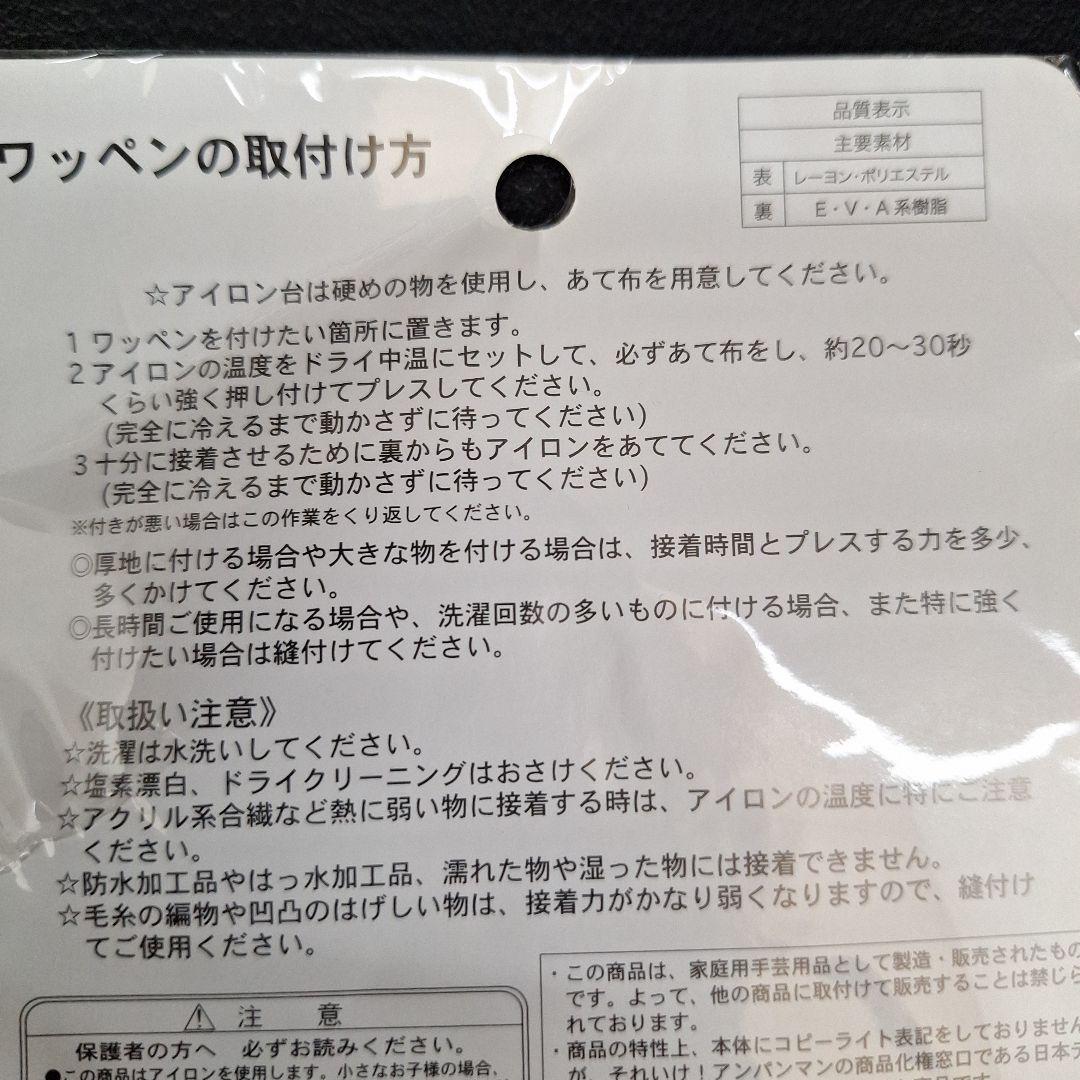 ワッペンの取付け方
品質表示
主要素材
表 レーヨン・ポリエステル
裏 E・V・A系樹脂
☆アイロン台は硬めの物を使用し、あて布を用意してください。
1 ワッペンを付けたい箇所に置きます。
2 アイロンの温度をドライ中温にセットして、必ずあて布をし、約20〜30秒
くらい強く押し付けてプレスしてください。
(完全に冷えるまで動かさずに待ってください)
3 十分に接着させるために裏からもアイロンをあててください。
(完全に冷えるまで動かさずに待ってください)
※付きが悪い場合はこの作業をくり返してください。
◎厚地に付ける場合や大きな物を付ける場合は、接着時間とプレスする力を多少、
多くかけてください。
◎長時間ご使用になる場合や、洗濯回数の多いものに付ける場合、また特に強く
付けたい場合は縫付けてください。
《取扱い注意》
☆洗濯は水洗いしてください。
☆塩素漂白、ドライクリーニングはおさけください。
☆アクリル系合繊など熱に弱い物に接着する時は、アイロンの温度に特にご注意
ください。
☆防水加工品やはっ水加工品、濡れた物や湿った物には接着できません。
☆毛糸の編物や凹凸のはげしい物は、接着力がかなり弱くなりますので、縫付け
てご使用ください。
⚠ 注 意
保護者の方へ 必ずお読みください。
●この商品はアイロンを使用します。小さなお子様の場合、
・この商品は、家庭用手芸用品として製造・販売されたもの
です。よって、他の商品に取付けて販売することは禁じら
れております。
・商品の特性上、本体にコピーライト表記をしておりません
が、それいけ！アンパンマンの商品化権窓口である日本テ